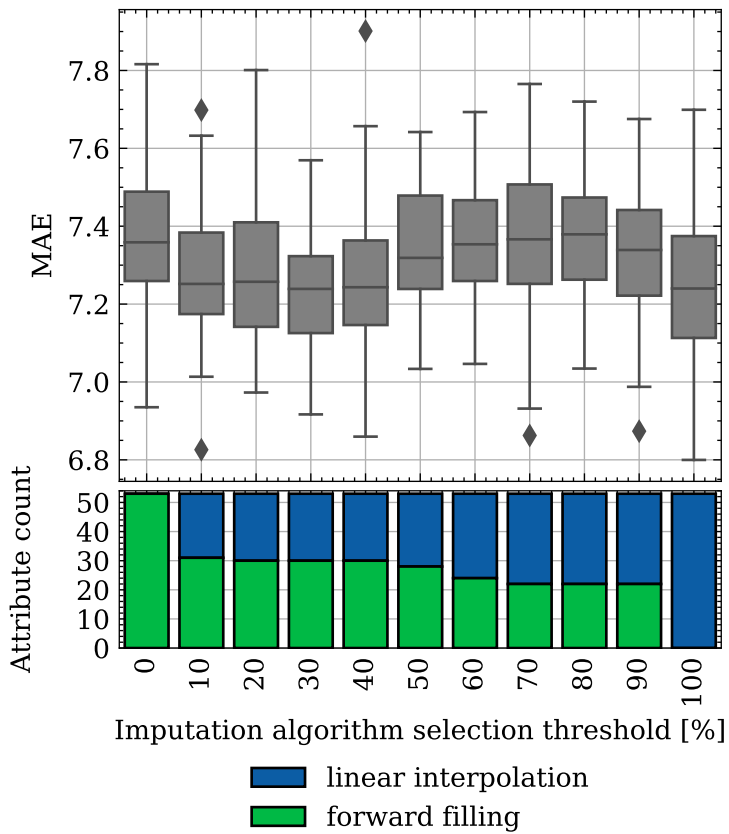 7.8
7.6
7.4
7.2
7.0
6.8
MAE
50
40
30
20
10
0
Attribute count
0 10 20 30 40 50 60 70 80 90 100
Imputation algorithm selection threshold [%]
linear interpolation
forward filling